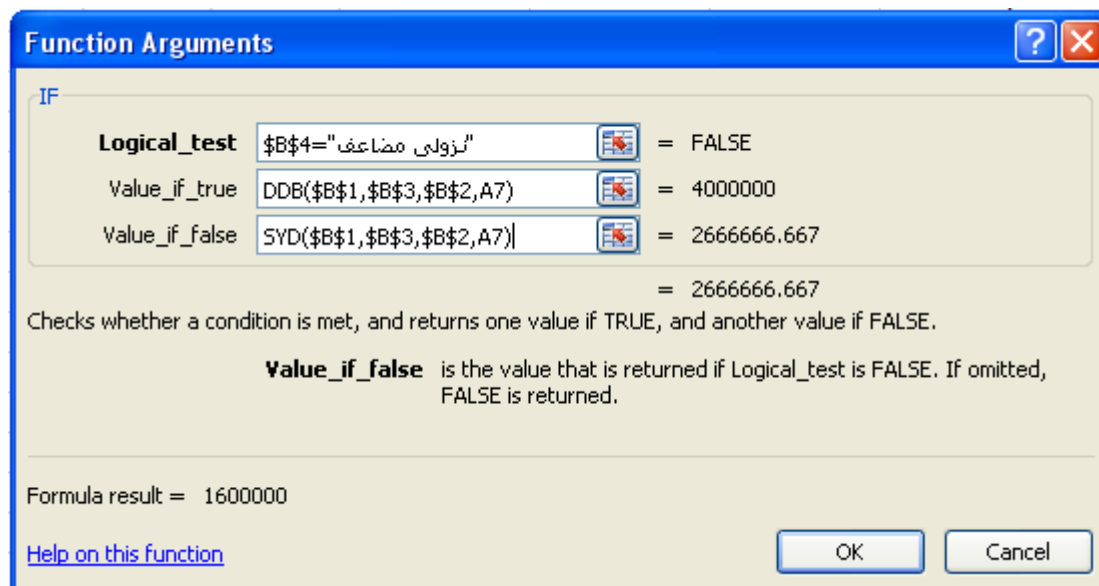 Function Arguments
IF
Logical_test $B$4="نزولی مضاعف" = FALSE
Value_if_true DDB($B$1,$B$3,$B$2,A7) = 4000000
Value_if_false SYD($B$1,$B$3,$B$2,A7) = 2666666.667
= 2666666.667
Checks whether a condition is met, and returns one value if TRUE, and another value if FALSE.
Value_if_false is the value that is returned if Logical_test is FALSE. If omitted,
FALSE is returned.
Formula result = 1600000
Help on this function OK Cancel